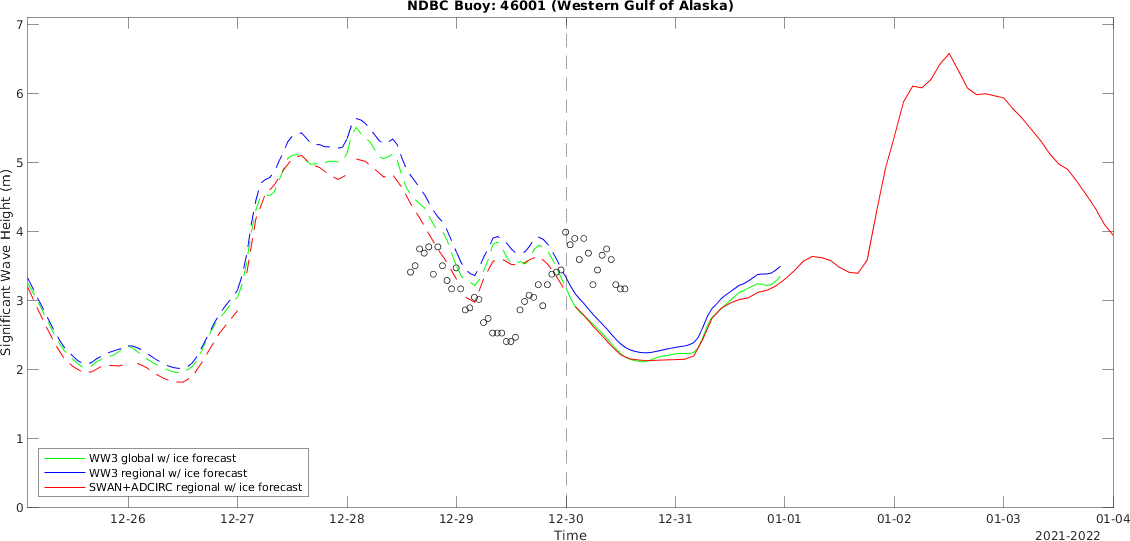 NDBC Buoy: 46001 (Western Gulf of Alaska)
7
6
5
4
3
2
1
0
Significant Wave Height (m)
WW3 global w/ ice forecast
WW3 regional w/ ice forecast
SWAN+ADCIRC regional w/ ice forecast
12-26 12-27 12-28 12-29 12-30 12-31 01-01 01-02 01-03 01-04
Time
2021-2022